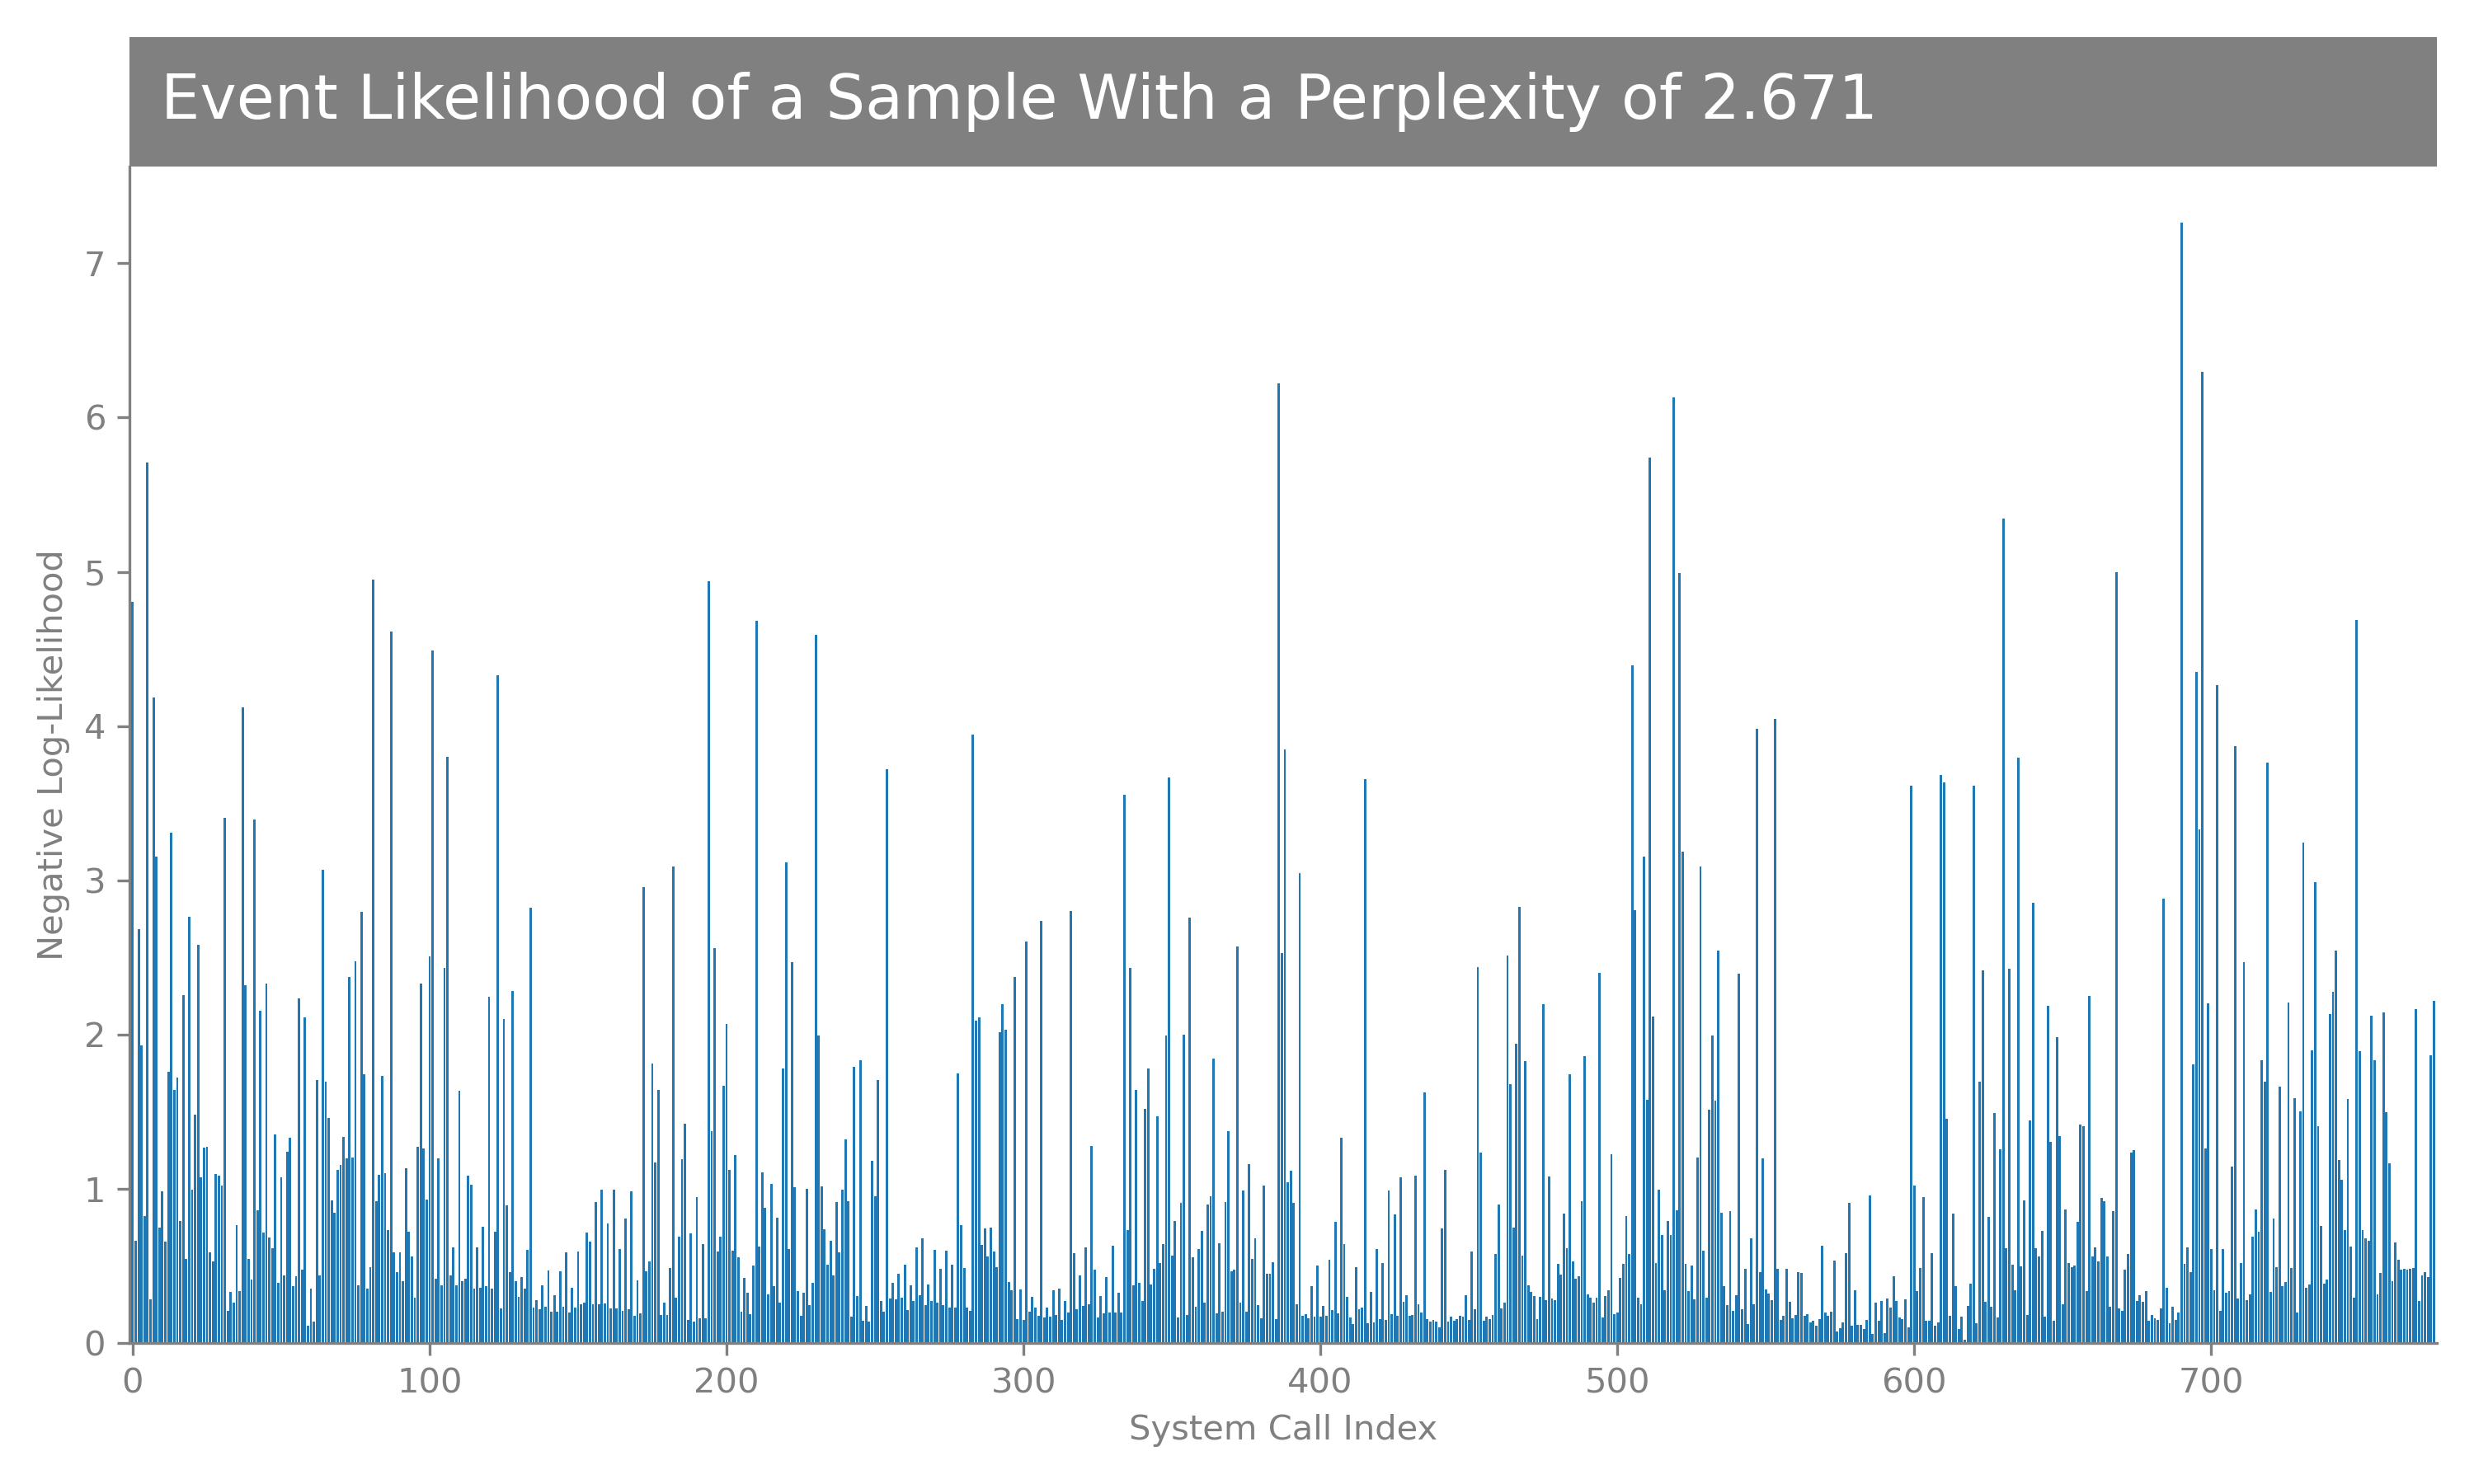 Event Likelihood of a Sample With a Perplexity of 2.671
Negative Log-Likelihood
7
6
5
4
3
2
1
0
0 100 200 300 400 500 600 700
System Call Index